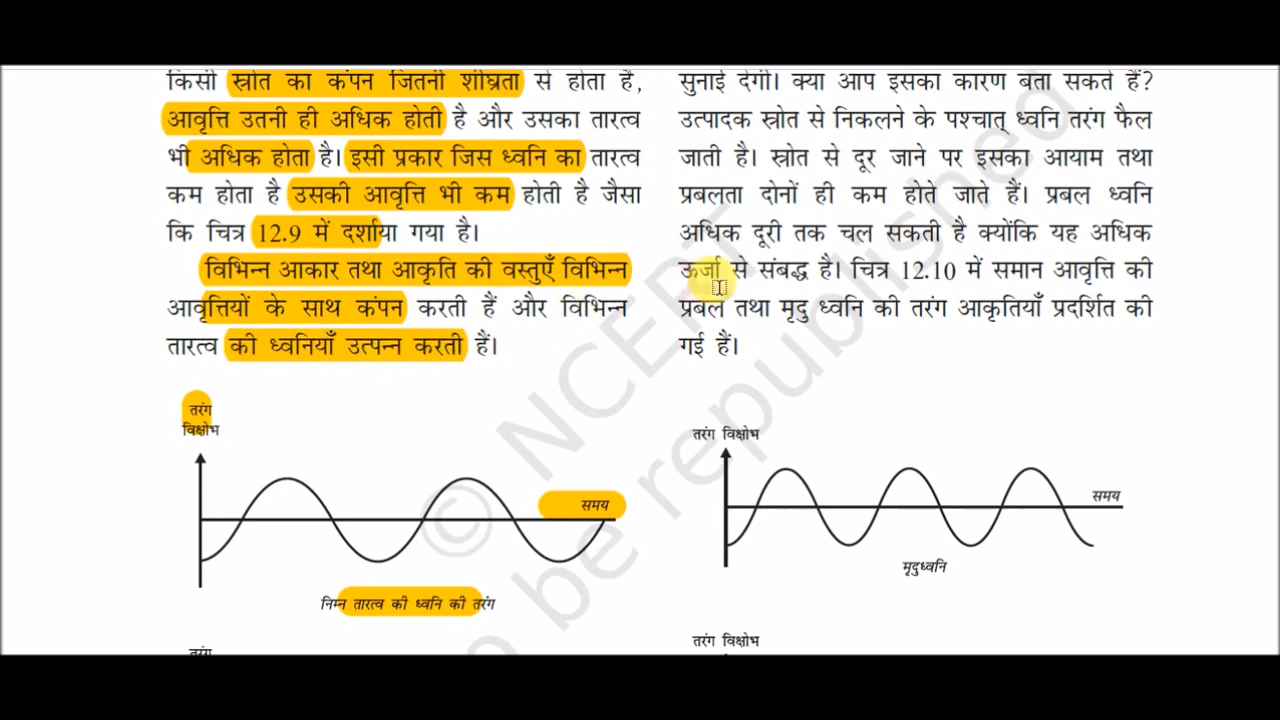 किसी स्रोत का कंपन जितनी शीघ्रता से होता है,
आवृत्ति उतनी ही अधिक होती है और उसका तारत्व
भी अधिक होता है। इसी प्रकार जिस ध्वनि का तारत्व
कम होता है उसकी आवृत्ति भी कम होती है जैसा
कि चित्र 12.9 में दर्शाया गया है।
विभिन्न आकार तथा आकृति की वस्तुएँ विभिन्न
आवृत्तियों के साथ कंपन करती हैं और विभिन्न
तारत्व की ध्वनियाँ उत्पन्न करती हैं।
तरंग
विक्षोभ
समय
निम्न तारत्व की ध्वनि की तरंग
तरंग
सुनाई देगी। क्या आप इसका कारण बता सकते हैं?
उत्पादक स्रोत से निकलने के पश्चात् ध्वनि तरंग फैल
जाती है। स्रोत से दूर जाने पर इसका आयाम तथा
प्रबलता दोनों ही कम होते जाते हैं। प्रबल ध्वनि
अधिक दूरी तक चल सकती है क्योंकि यह अधिक
ऊर्जा से संबद्ध है। चित्र 12.10 में समान आवृत्ति की
प्रबल तथा मृदु ध्वनि की तरंग आकृतियाँ प्रदर्शित की
गई हैं।
तरंग विक्षोभ
समय
मृदुध्वनि
तरंग विक्षोभ
© NCERT
be republished